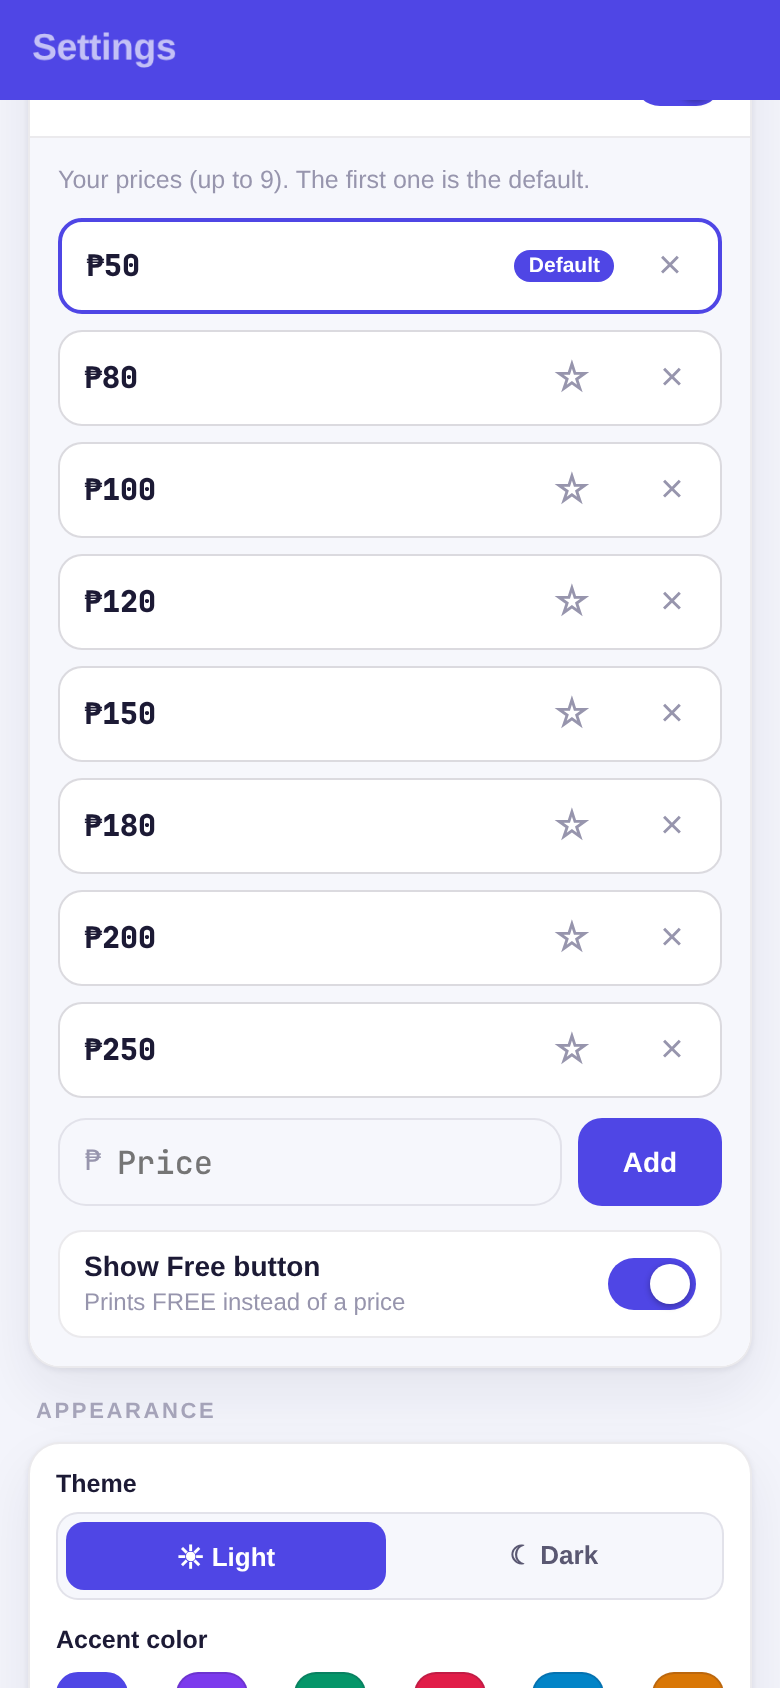 Settings
Your prices (up to 9). The first one is the default.
₱50 Default ✕
₱80 ☆ ✕
₱100 ☆ ✕
₱120 ☆ ✕
₱150 ☆ ✕
₱180 ☆ ✕
₱200 ☆ ✕
₱250 ☆ ✕
₱ Price Add
Show Free button
Prints FREE instead of a price
APPEARANCE
Theme
☀ Light ☾ Dark
Accent color